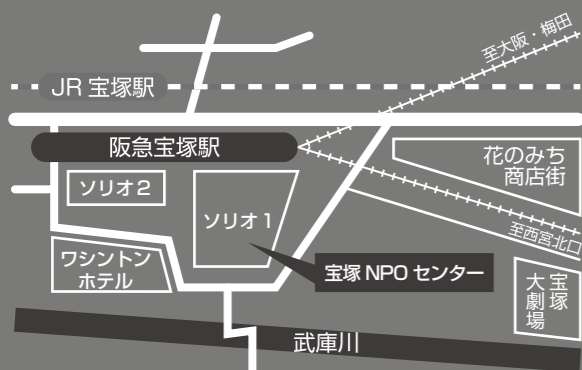 至大阪・梅田
JR 宝塚駅
阪急宝塚駅
花のみち
商店街
ソリオ2
ソリオ1
至西宮北口
ワシントン
ホテル
宝塚 NPO センター
宝塚
大劇場
武庫川